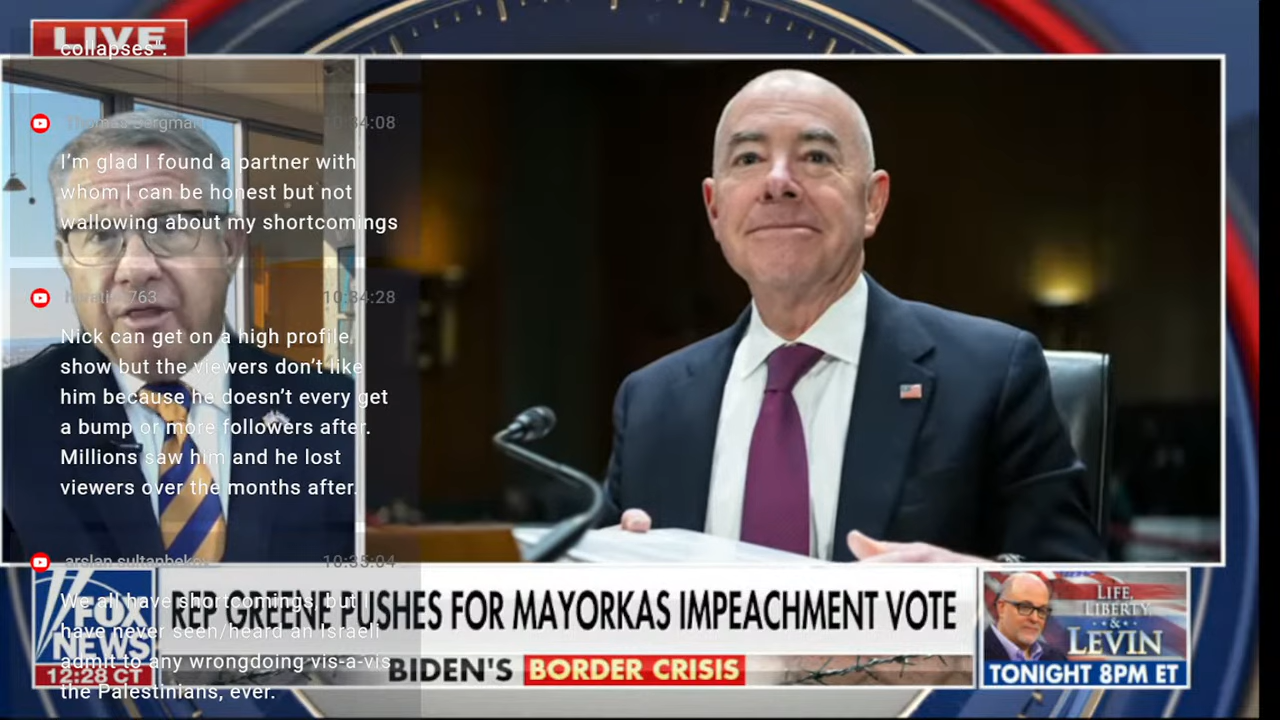 LIVE
collapses".
Thomas Bergman 10:34:08
I'm glad I found a partner with
whom I can be honest but not
wallowing about my shortcomings
10:34:28
Nick can get on a high profile
show but the viewers don't like
him because he doesn't every get
a bump or more followers after.
Millions saw him and he lost
viewers over the months after.
arslan 10:35:04
We all have shortcomings, but I
have never seen/heard an Israeli
admit to any wrongdoing vis-a-vis
the Palestinians, ever.
FOX
NEWS
12:28 CT
REP GREENE PUSHES FOR MAYORKAS IMPEACHMENT VOTE
BIDEN'S BORDER CRISIS
LIFE,
LIBERTY
&
LEVIN
TONIGHT 8PM ET